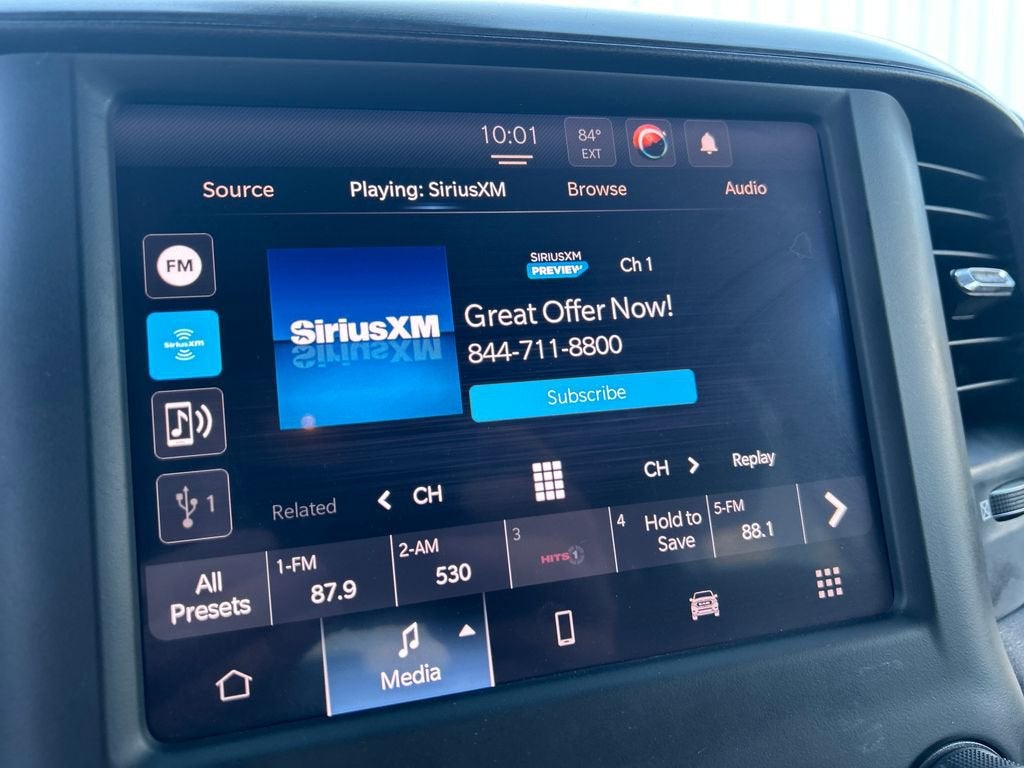 10:01
84°
EXT
Source
Playing: SiriusXM
Browse
Audio
FM
SiriusXM
1
SiriusXM
SIRIUSXM
PREVIEW
Ch 1
Great Offer Now!
844-711-8800
Subscribe
Related
CH
CH
Replay
All
Presets
1-FM
87.9
2-AM
530
3
HITS 1
4
Hold to
Save
5-FM
88.1
Media